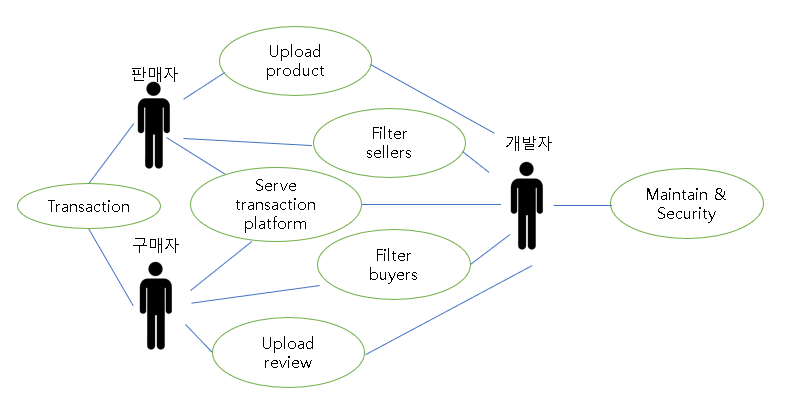 Upload
product
판매자
Filter
sellers
개발자
Serve
transaction
platform
Transaction
Maintain &
Security
구매자
Filter
buyers
Upload
review